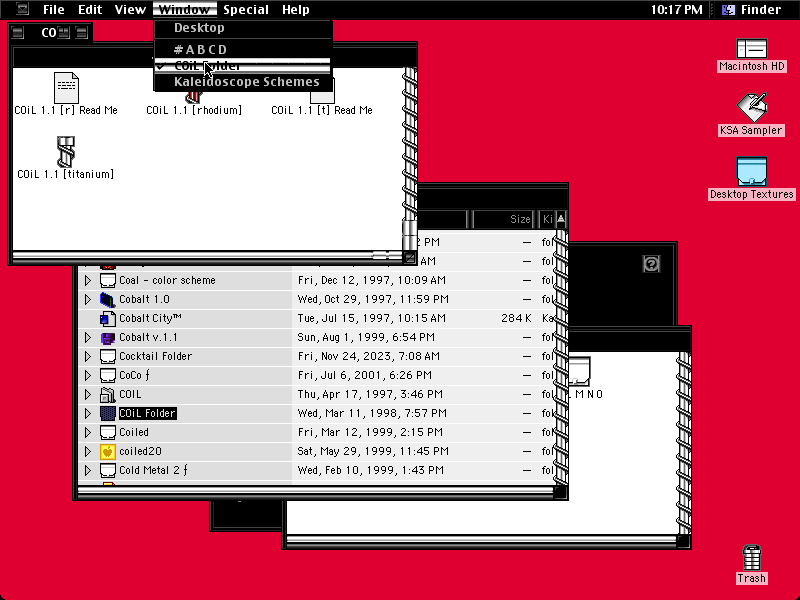 File Edit View Window Special Help 10:17 PM Finder
Desktop
# A B C D
COiL Folder
Kaleidoscope Schemes
CO
COiL 1.1 [r] Read Me
COiL 1.1 [rhodium]
COiL 1.1 [t] Read Me
COiL 1.1 [titanium]
Macintosh HD
KSA Sampler
Desktop Textures
Trash
Size Ki
2 PM — fol
AM — fol
Coal - color scheme Fri, Dec 12, 1997, 10:09 AM — fol
Cobalt 1.0 Wed, Oct 29, 1997, 11:59 PM — fol
Cobalt City™ Tue, Jul 15, 1997, 10:15 AM 284 K Ka
Cobalt v.1.1 Sun, Aug 1, 1999, 6:54 PM — fol
Cocktail Folder Fri, Nov 24, 2023, 7:08 AM — fol
CoCo ƒ Fri, Jul 6, 2001, 6:26 PM — fol
COIL Thu, Apr 17, 1997, 3:46 PM — fol
COiL Folder Wed, Mar 11, 1998, 7:57 PM — fol
Coiled Fri, Mar 12, 1999, 2:15 PM — fol
coiled20 Sat, May 29, 1999, 11:45 PM — fol
Cold Metal 2 ƒ Wed, Feb 10, 1999, 1:43 PM — fol
M N O